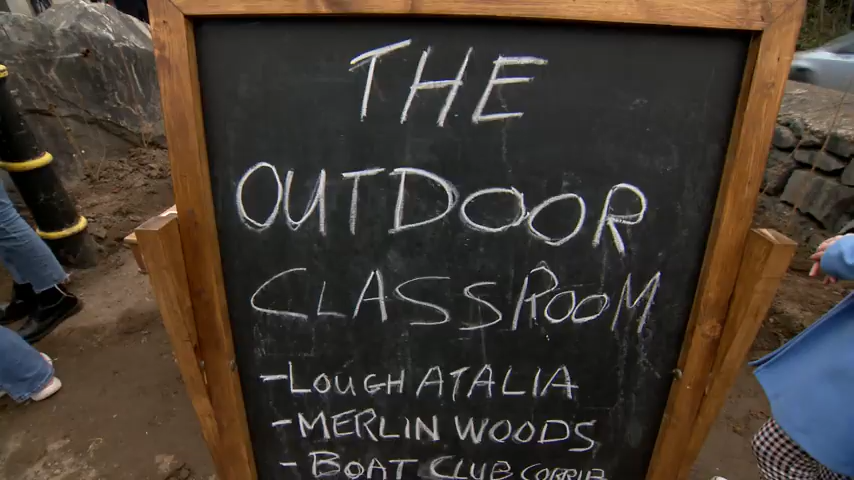 THE
OUTDOOR
CLASSROOM
- LOUGH ATALIA
- MERLIN WOODS
- BOAT CLUB